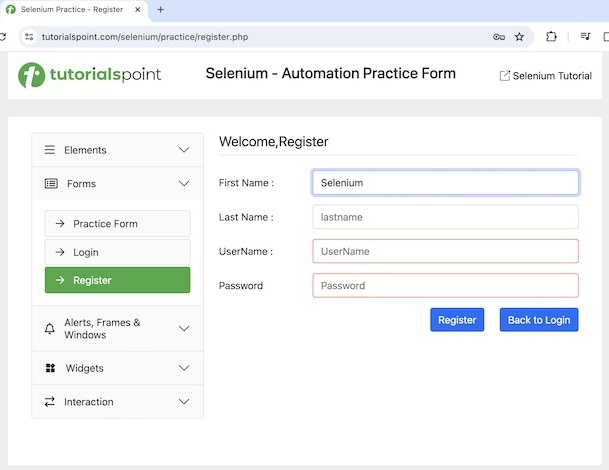 Selenium Practice - Register
tutorialspoint.com/selenium/practice/register.php
tutorialspoint
Selenium - Automation Practice Form
Selenium Tutorial
Elements
Forms
Practice Form
Login
Register
Alerts, Frames &
Windows
Widgets
Interaction
Welcome,Register
First Name :
Selenium
Last Name :
lastname
UserName :
UserName
Password
Password
Register
Back to Login